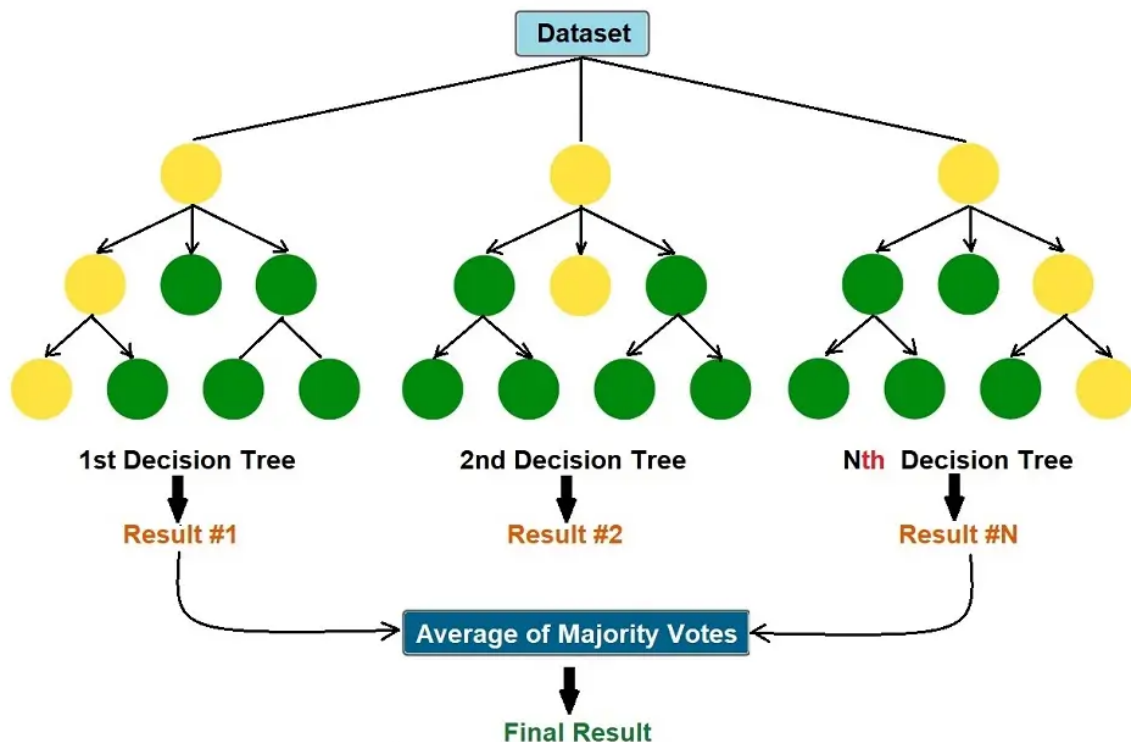 Dataset
1st Decision Tree
2nd Decision Tree
Nth Decision Tree
Result #1
Result #2
Result #N
Average of Majority Votes
Final Result